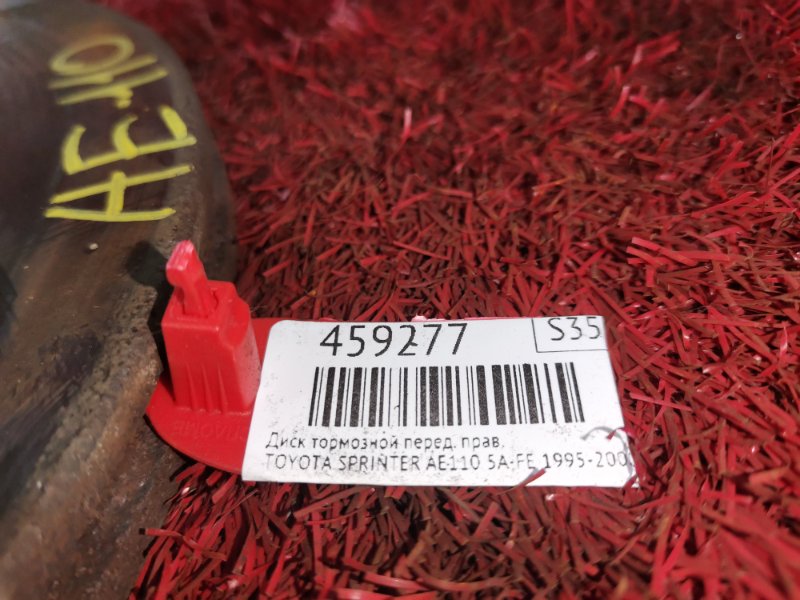 AE110
459277
S35
Диск тормозной перед. прав.
TOYOTA SPRINTER AE110 5A-FE 1995-200